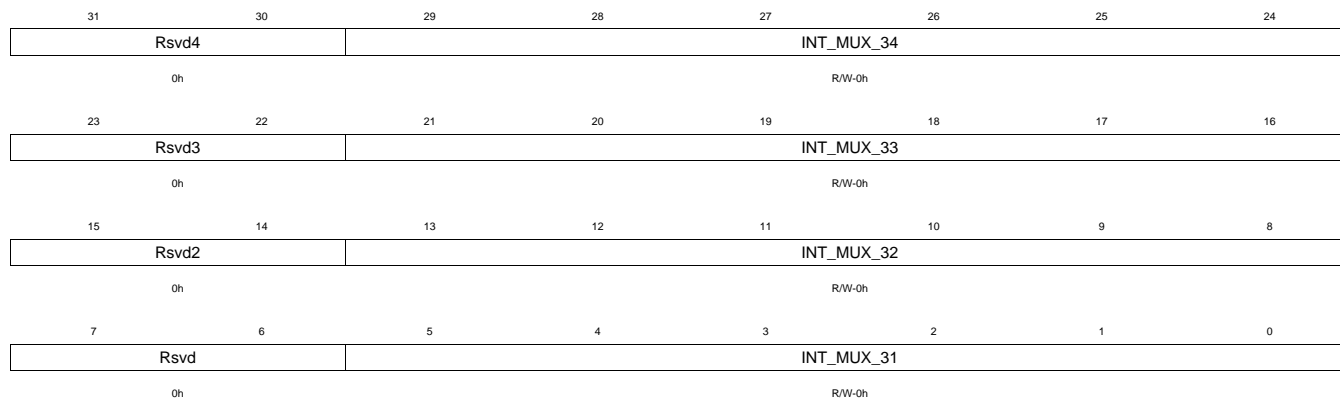 31 30 29 28 27 26 25 24
Rsvd4 INT_MUX_34
0h R/W-0h
23 22 21 20 19 18 17 16
Rsvd3 INT_MUX_33
0h R/W-0h
15 14 13 12 11 10 9 8
Rsvd2 INT_MUX_32
0h R/W-0h
7 6 5 4 3 2 1 0
Rsvd INT_MUX_31
0h R/W-0h